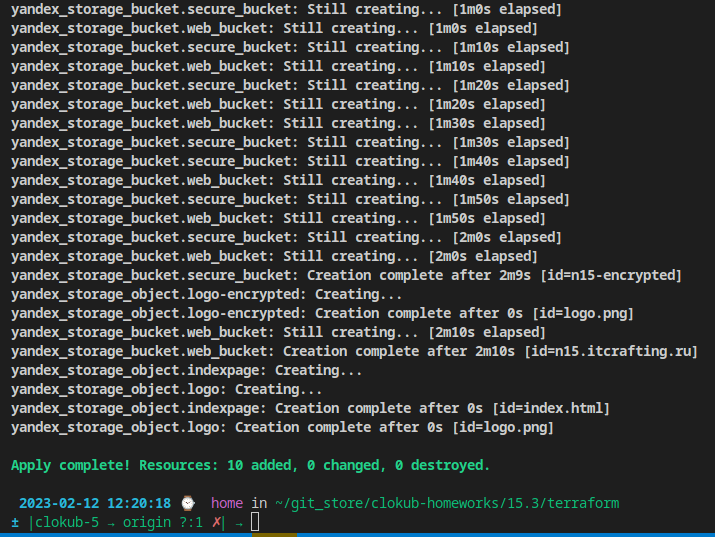 yandex_storage_bucket.secure_bucket: Still creating... [1m0s elapsed]
yandex_storage_bucket.web_bucket: Still creating... [1m0s elapsed]
yandex_storage_bucket.secure_bucket: Still creating... [1m10s elapsed]
yandex_storage_bucket.web_bucket: Still creating... [1m10s elapsed]
yandex_storage_bucket.secure_bucket: Still creating... [1m20s elapsed]
yandex_storage_bucket.web_bucket: Still creating... [1m20s elapsed]
yandex_storage_bucket.web_bucket: Still creating... [1m30s elapsed]
yandex_storage_bucket.secure_bucket: Still creating... [1m30s elapsed]
yandex_storage_bucket.secure_bucket: Still creating... [1m40s elapsed]
yandex_storage_bucket.web_bucket: Still creating... [1m40s elapsed]
yandex_storage_bucket.secure_bucket: Still creating... [1m50s elapsed]
yandex_storage_bucket.web_bucket: Still creating... [1m50s elapsed]
yandex_storage_bucket.secure_bucket: Still creating... [2m0s elapsed]
yandex_storage_bucket.web_bucket: Still creating... [2m0s elapsed]
yandex_storage_bucket.secure_bucket: Creation complete after 2m9s [id=n15-encrypted]
yandex_storage_object.logo-encrypted: Creating...
yandex_storage_object.logo-encrypted: Creation complete after 0s [id=logo.png]
yandex_storage_bucket.web_bucket: Still creating... [2m10s elapsed]
yandex_storage_bucket.web_bucket: Creation complete after 2m10s [id=n15.itcrafting.ru]
yandex_storage_object.indexpage: Creating...
yandex_storage_object.logo: Creating...
yandex_storage_object.indexpage: Creation complete after 0s [id=index.html]
yandex_storage_object.logo: Creation complete after 0s [id=logo.png]
Apply complete! Resources: 10 added, 0 changed, 0 destroyed.
2023-02-12 12:20:18 ⌚ home in ~/git_store/clokub-homeworks/15.3/terraform
± |clokub-5 → origin ?:1 ✗| →